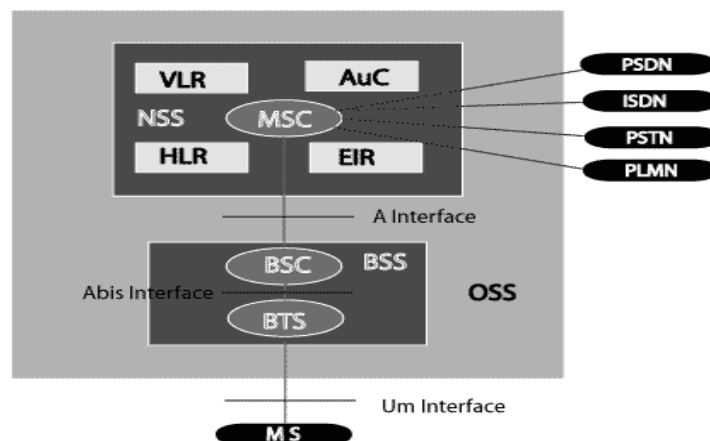 VLR
AuC
PSDN
ISDN
NSS
MSC
PSTN
HLR
EIR
PLMN
A Interface
BSC
BSS
Abis Interface
OSS
BTS
Um Interface
MS